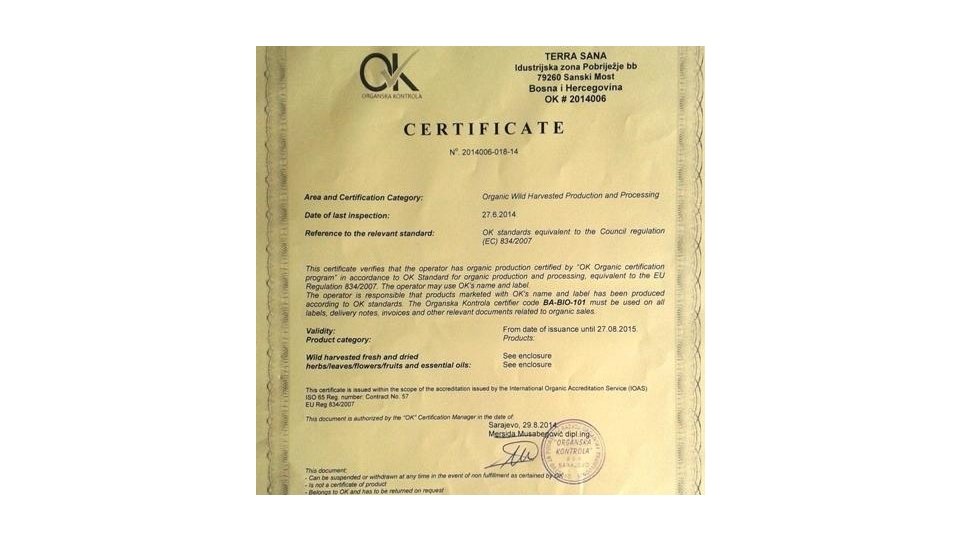 OK
ORGANSKA KONTROLA
TERRA SANA
Idustrijska zona Pobriježje bb
79260 Sanski Most
Bosna i Hercegovina
OK # 2014006
CERTIFICATE
Nº. 2014006-018-14
Area and Certification Category: Organic Wild Harvested Production and Processing
Date of last inspection: 27.6.2014
Reference to the relevant standard: OK standards equivalent to the Council regulation
(EC) 834/2007
This certificate verifies that the operator has organic production certified by "OK Organic certification
program" in accordance to OK Standard for organic production and processing, equivalent to the EU
Regulation 834/2007. The operator may use OK's name and label.
The operator is responsible that products marketed with OK's name and label has been produced
according to OK standards. The Organska Kontrola certifier code BA-BIO-101 must be used on all
labels, delivery notes, invoices and other relevant documents related to organic sales.
Validity: From date of issuance until 27.08.2015.
Product category: Products:
Wild harvested fresh and dried See enclosure
herbs/leaves/flowers/fruits and essential oils: See enclosure
This certificate is issued within the scope of the accreditation issued by the International Organic Accreditation Service (IOAS)
ISO 65 Reg. number: Contract No. 57
EU Reg 834/2007
This document is authorized by the "OK" Certification Manager in the date of:
Sarajevo, 29.8.2014.
Mersida Musabegović dipl.ing.
"ORGANSKA
KONTROLA"
SARAJEVO
This document:
- Can be suspended or withdrawn at any time in the event of non fulfillment as certained by OK
- Is not a certificate of product
- Belongs to OK and has to be returned on request